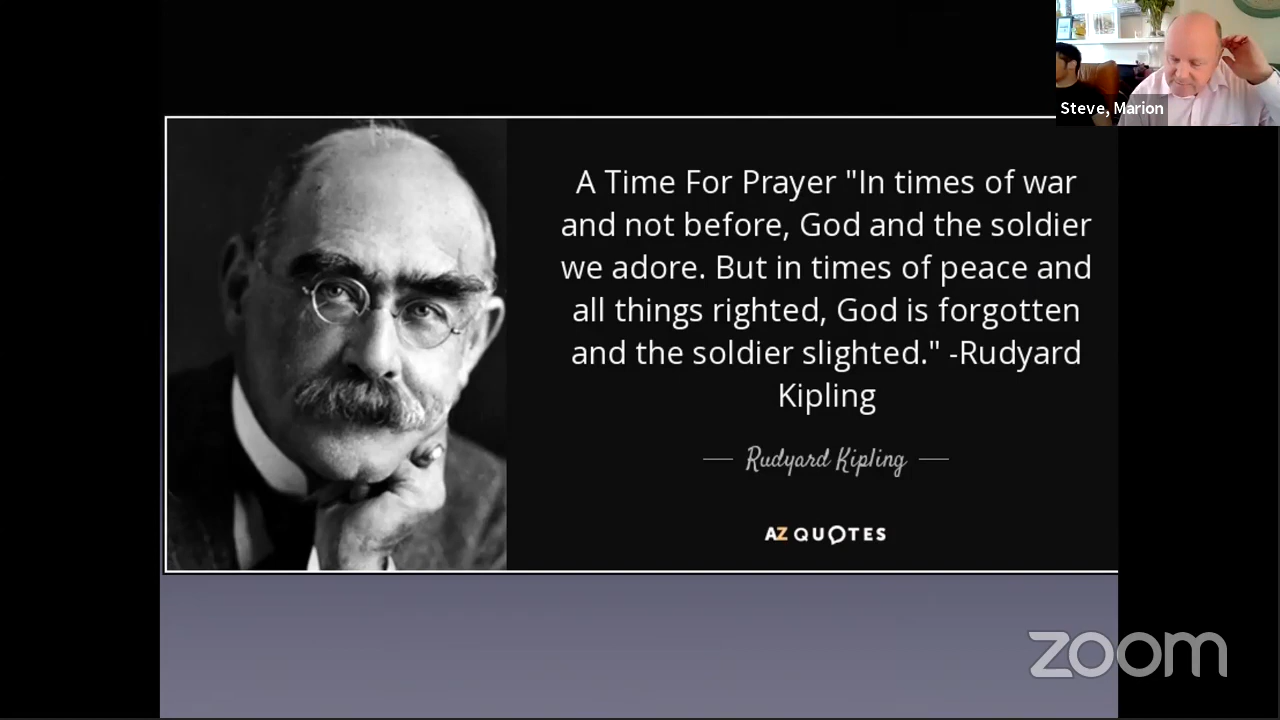 Steve, Marion
A Time For Prayer "In times of war
and not before, God and the soldier
we adore. But in times of peace and
all things righted, God is forgotten
and the soldier slighted." -Rudyard
Kipling
Rudyard Kipling
AZ QUOTES
zoom